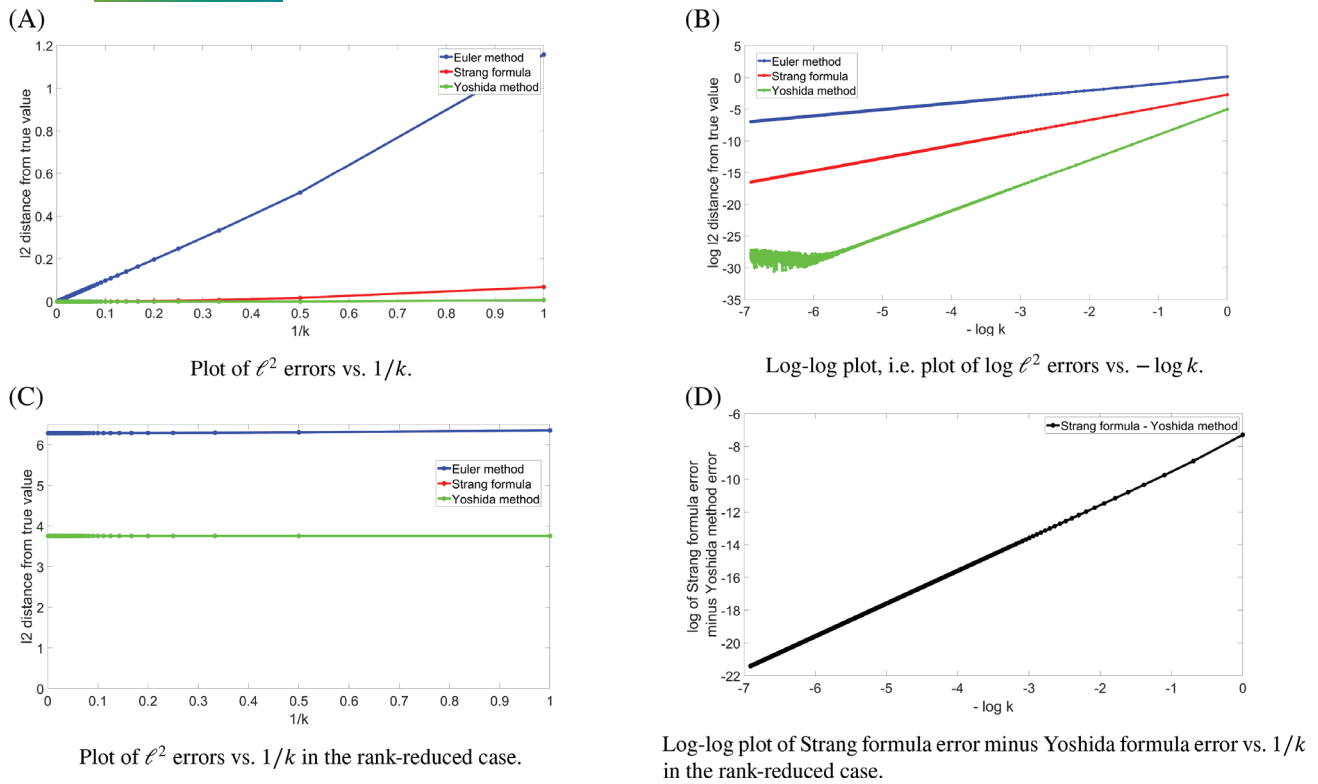 (A)
l2 distance from true value
1.2
1
0.8
0.6
0.4
0.2
0
Euler method
Strang formula
Yoshida method
0 0.1 0.2 0.3 0.4 0.5 0.6 0.7 0.8 0.9 1
1/k
Plot of ℓ² errors vs. 1/k.
(B)
log l2 distance from true value
5
0
-5
-10
-15
-20
-25
-30
-35
Euler method
Strang formula
Yoshida method
-7 -6 -5 -4 -3 -2 -1 0
- log k
Log-log plot, i.e. plot of log ℓ² errors vs. − log k.
(C)
l2 distance from true value
6
5
4
3
2
1
0
Euler method
Strang formula
Yoshida method
0 0.1 0.2 0.3 0.4 0.5 0.6 0.7 0.8 0.9 1
1/k
Plot of ℓ² errors vs. 1/k in the rank-reduced case.
(D)
log of Strang formula error
minus Yoshida method error
-6
-8
-10
-12
-14
-16
-18
-20
-22
Strang formula - Yoshida method
-7 -6 -5 -4 -3 -2 -1 0
- log k
Log-log plot of Strang formula error minus Yoshida formula error vs. 1/k
in the rank-reduced case.